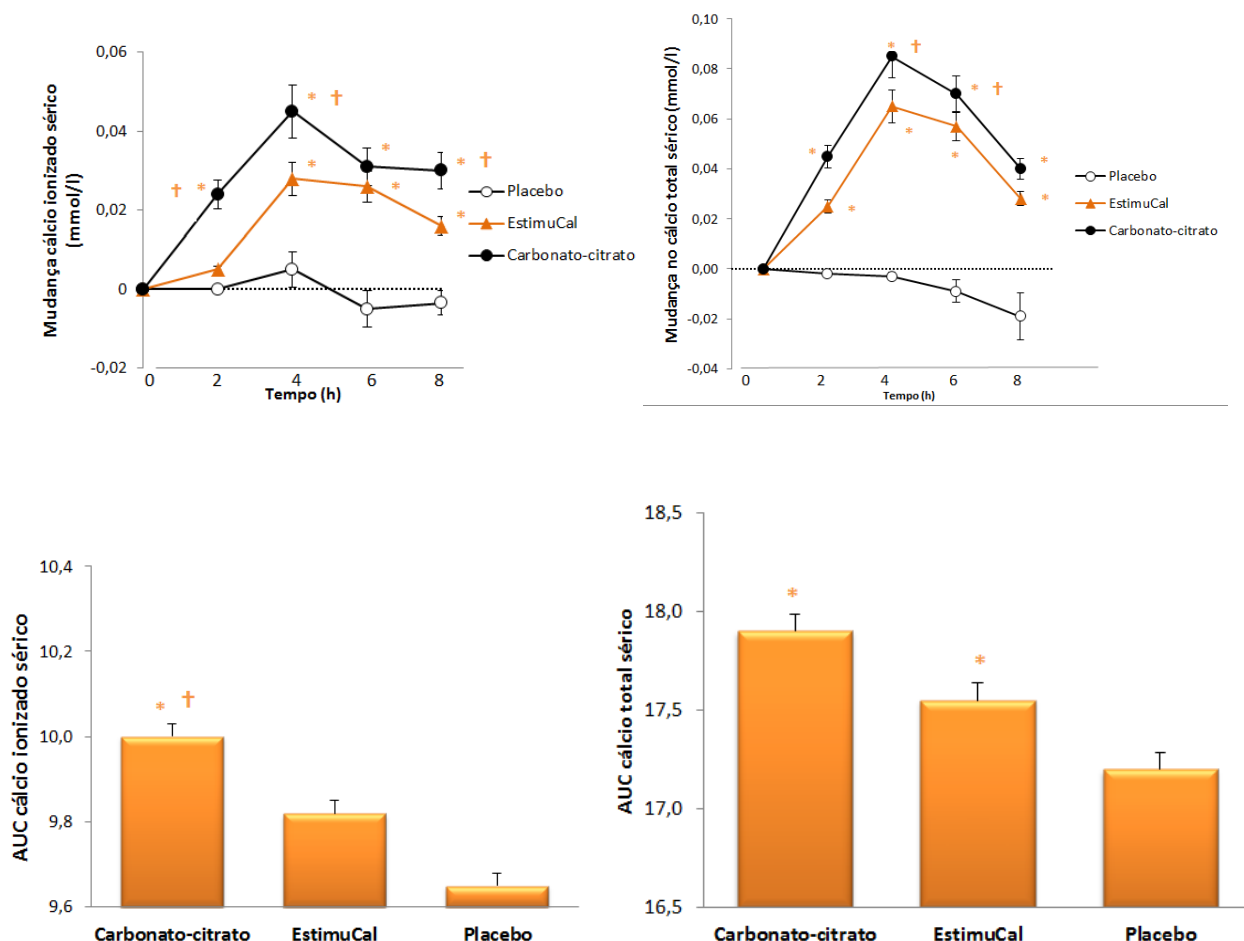 Mudança cálcio ionizado sérico
(mmol/l)
0,06
0,04
0,02
0
-0,02
* †
† *
*
*
*
* †
*
Placebo
EstimuCal
Carbonato-citrato
0 2 4 6 8
Tempo (h)
Mudança no cálcio total sérico (mmol/l)
0,10
0,08
0,06
0,04
0,02
0,00
-0,02
-0,04
* †
* †
*
*
*
*
*
*
Placebo
EstimuCal
Carbonato-citrato
0 2 4 6 8
Tempo (h)
AUC cálcio ionizado sérico
10,4
10,2
10,0
9,8
9,6
* †
Carbonato-citrato EstimuCal Placebo
AUC cálcio total sérico
18,5
18,0
17,5
17,0
16,5
*
*
Carbonato-citrato EstimuCal Placebo